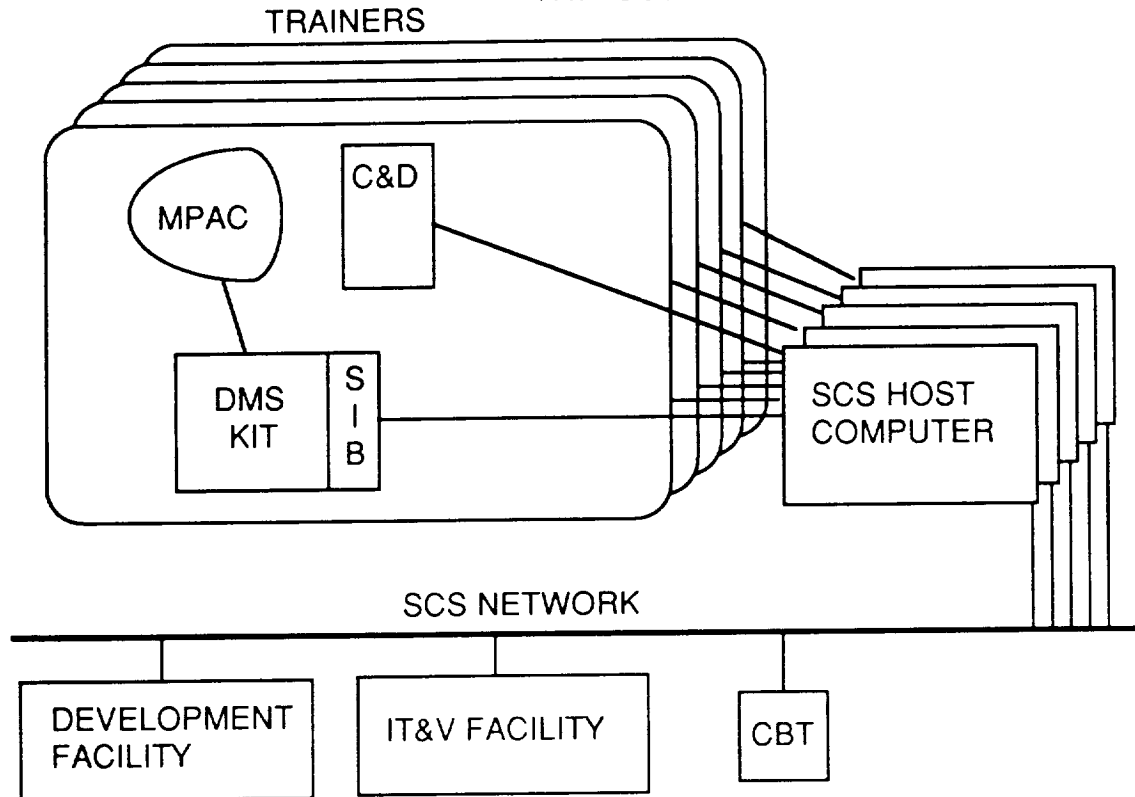 TRAINERS
MPAC
C&D
DMS
KIT
S
I
B
SCS HOST
COMPUTER
SCS NETWORK
DEVELOPMENT
FACILITY
IT&V FACILITY
CBT